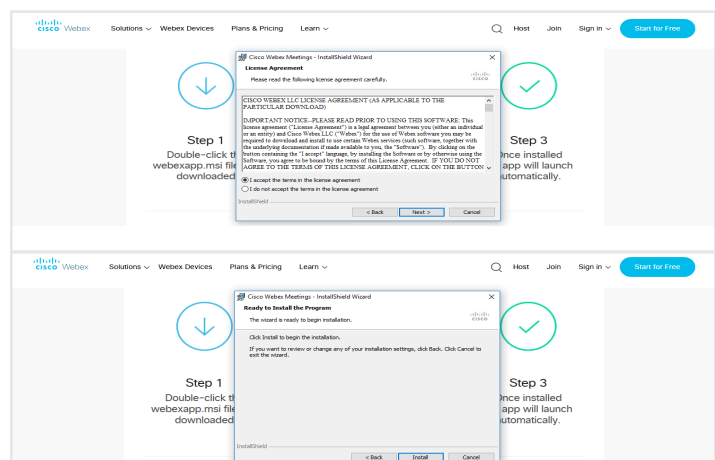 CISCO Webex Solutions Webex Devices Plans & Pricing Learn Host Join Sign in Start for Free
Cisco Webex Meetings - InstallShield Wizard
License Agreement
Please read the following license agreement carefully.
CISCO
CISCO WEBEX LLC LICENSE AGREEMENT (AS APPLICABLE TO THE
PARTICULAR DOWNLOAD)
IMPORTANT NOTICE--PLEASE READ PRIOR TO USING THIS SOFTWARE: This
license agreement ("License Agreement") is a legal agreement between you (either an individual
or an entity) and Cisco Webex LLC ("Webex") for the use of Webex software you may be
required to download and install to use certain Webex services (such software, together with
the underlying documentation if made available to you, the "Software"). By clicking on the
button containing the "I accept" language, by installing the Software or by otherwise using the
Software, you agree to be bound by the terms of this License Agreement. IF YOU DO NOT
AGREE TO THE TERMS OF THIS LICENSE AGREEMENT, CLICK ON THE BUTTON
I accept the terms in the license agreement
I do not accept the terms in the license agreement
InstallShield
< Back Next > Cancel
Step 1
Double-click
webexapp.msi file
downloaded
Step 3
Once installed
app will launch
automatically.
CISCO Webex Solutions Webex Devices Plans & Pricing Learn Host Join Sign in Start for Free
Cisco Webex Meetings - InstallShield Wizard
Ready to Install the Program
The wizard is ready to begin installation.
CISCO
Click Install to begin the installation.
If you want to review or change any of your installation settings, click Back. Click Cancel to
exit the wizard.
InstallShield
< Back Install Cancel
Step 1
Double-click
webexapp.msi file
downloaded
Step 3
Once installed
app will launch
automatically.